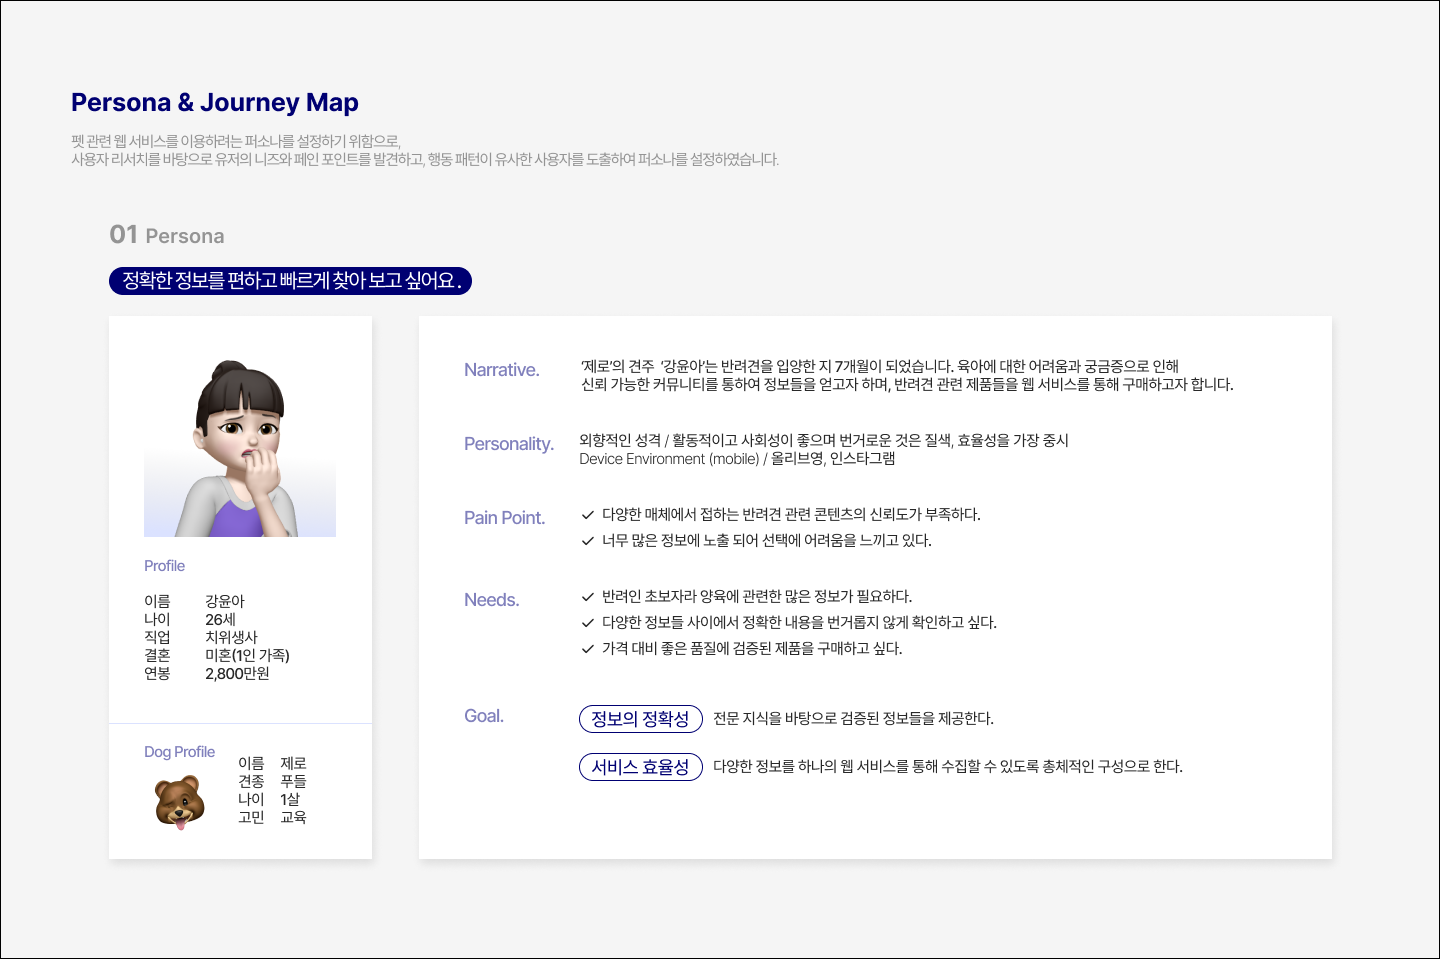 Persona & Journey Map
펫 관련 웹 서비스를 이용하려는 퍼소나를 설정하기 위함으로,
사용자 리서치를 바탕으로 유저의 니즈와 페인 포인트를 발견하고, 행동 패턴이 유사한 사용자를 도출하여 퍼소나를 설정하였습니다.
01 Persona
정확한 정보를 편하고 빠르게 찾아 보고 싶어요.
Profile
이름 강윤아
나이 26세
직업 치위생사
결혼 미혼(1인 가족)
연봉 2,800만원
Dog Profile
이름 제로
견종 푸들
나이 1살
고민 교육
Narrative.
‘제로’의 견주 ‘강윤아’는 반려견을 입양한 지 7개월이 되었습니다. 육아에 대한 어려움과 궁금증으로 인해
신뢰 가능한 커뮤니티를 통하여 정보들을 얻고자 하며, 반려견 관련 제품들을 웹 서비스를 통해 구매하고자 합니다.
Personality.
외향적인 성격 / 활동적이고 사회성이 좋으며 번거로운 것은 질색, 효율성을 가장 중시
Device Environment (mobile) / 올리브영, 인스타그램
Pain Point.
✓ 다양한 매체에서 접하는 반려견 관련 콘텐츠의 신뢰도가 부족하다.
✓ 너무 많은 정보에 노출 되어 선택에 어려움을 느끼고 있다.
Needs.
✓ 반려인 초보자라 양육에 관련한 많은 정보가 필요하다.
✓ 다양한 정보들 사이에서 정확한 내용을 번거롭지 않게 확인하고 싶다.
✓ 가격 대비 좋은 품질에 검증된 제품을 구매하고 싶다.
Goal.
정보의 정확성 전문 지식을 바탕으로 검증된 정보들을 제공한다.
서비스 효율성 다양한 정보를 하나의 웹 서비스를 통해 수집할 수 있도록 총체적인 구성으로 한다.